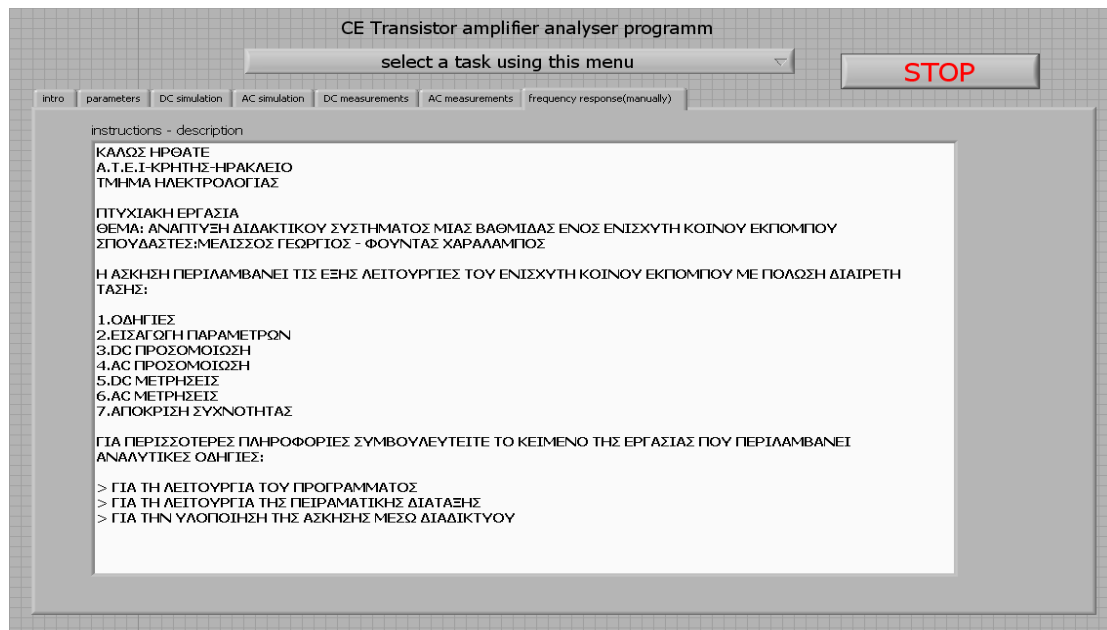 CE Transistor amplifier analyser programm
select a task using this menu
STOP
intro parameters DC simulation AC simulation DC measurements AC measurements frequency response(manually)
instructions - description
ΚΑΛΩΣ ΗΡΘΑΤΕ
Α.Τ.Ε.Ι-ΚΡΗΤΗΣ-ΗΡΑΚΛΕΙΟ
ΤΜΗΜΑ ΗΛΕΚΤΡΟΛΟΓΙΑΣ
ΠΤΥΧΙΑΚΗ ΕΡΓΑΣΙΑ
ΘΕΜΑ: ΑΝΑΠΤΥΞΗ ΔΙΔΑΚΤΙΚΟΥ ΣΥΣΤΗΜΑΤΟΣ ΜΙΑΣ ΒΑΘΜΙΔΑΣ ΕΝΟΣ ΕΝΙΣΧΥΤΗ ΚΟΙΝΟΥ ΕΚΠΟΜΠΟΥ
ΣΠΟΥΔΑΣΤΕΣ:ΜΕΛΙΣΣΟΣ ΓΕΩΡΓΙΟΣ - ΦΟΥΝΤΑΣ ΧΑΡΑΛΑΜΠΟΣ
Η ΑΣΚΗΣΗ ΠΕΡΙΛΑΜΒΑΝΕΙ ΤΙΣ ΕΞΗΣ ΛΕΙΤΟΥΡΓΙΕΣ ΤΟΥ ΕΝΙΣΧΥΤΗ ΚΟΙΝΟΥ ΕΚΠΟΜΠΟΥ ΜΕ ΠΟΛΩΣΗ ΔΙΑΙΡΕΤΗ
ΤΑΣΗΣ:
1.ΟΔΗΓΙΕΣ
2.ΕΙΣΑΓΩΓΗ ΠΑΡΑΜΕΤΡΩΝ
3.DC ΠΡΟΣΟΜΟΙΩΣΗ
4.AC ΠΡΟΣΟΜΟΙΩΣΗ
5.DC ΜΕΤΡΗΣΕΙΣ
6.AC ΜΕΤΡΗΣΕΙΣ
7.ΑΠΟΚΡΙΣΗ ΣΥΧΝΟΤΗΤΑΣ
ΓΙΑ ΠΕΡΙΣΣΟΤΕΡΕΣ ΠΛΗΡΟΦΟΡΙΕΣ ΣΥΜΒΟΥΛΕΥΤΕΙΤΕ ΤΟ ΚΕΙΜΕΝΟ ΤΗΣ ΕΡΓΑΣΙΑΣ ΠΟΥ ΠΕΡΙΛΑΜΒΑΝΕΙ
ΑΝΑΛΥΤΙΚΕΣ ΟΔΗΓΙΕΣ:
> ΓΙΑ ΤΗ ΛΕΙΤΟΥΡΓΙΑ ΤΟΥ ΠΡΟΓΡΑΜΜΑΤΟΣ
> ΓΙΑ ΤΗ ΛΕΙΤΟΥΡΓΙΑ ΤΗΣ ΠΕΙΡΑΜΑΤΙΚΗΣ ΔΙΑΤΑΞΗΣ
> ΓΙΑ ΤΗΝ ΥΛΟΠΟΙΗΣΗ ΤΗΣ ΑΣΚΗΣΗΣ ΜΕΣΩ ΔΙΑΔΙΚΤΥΟΥ